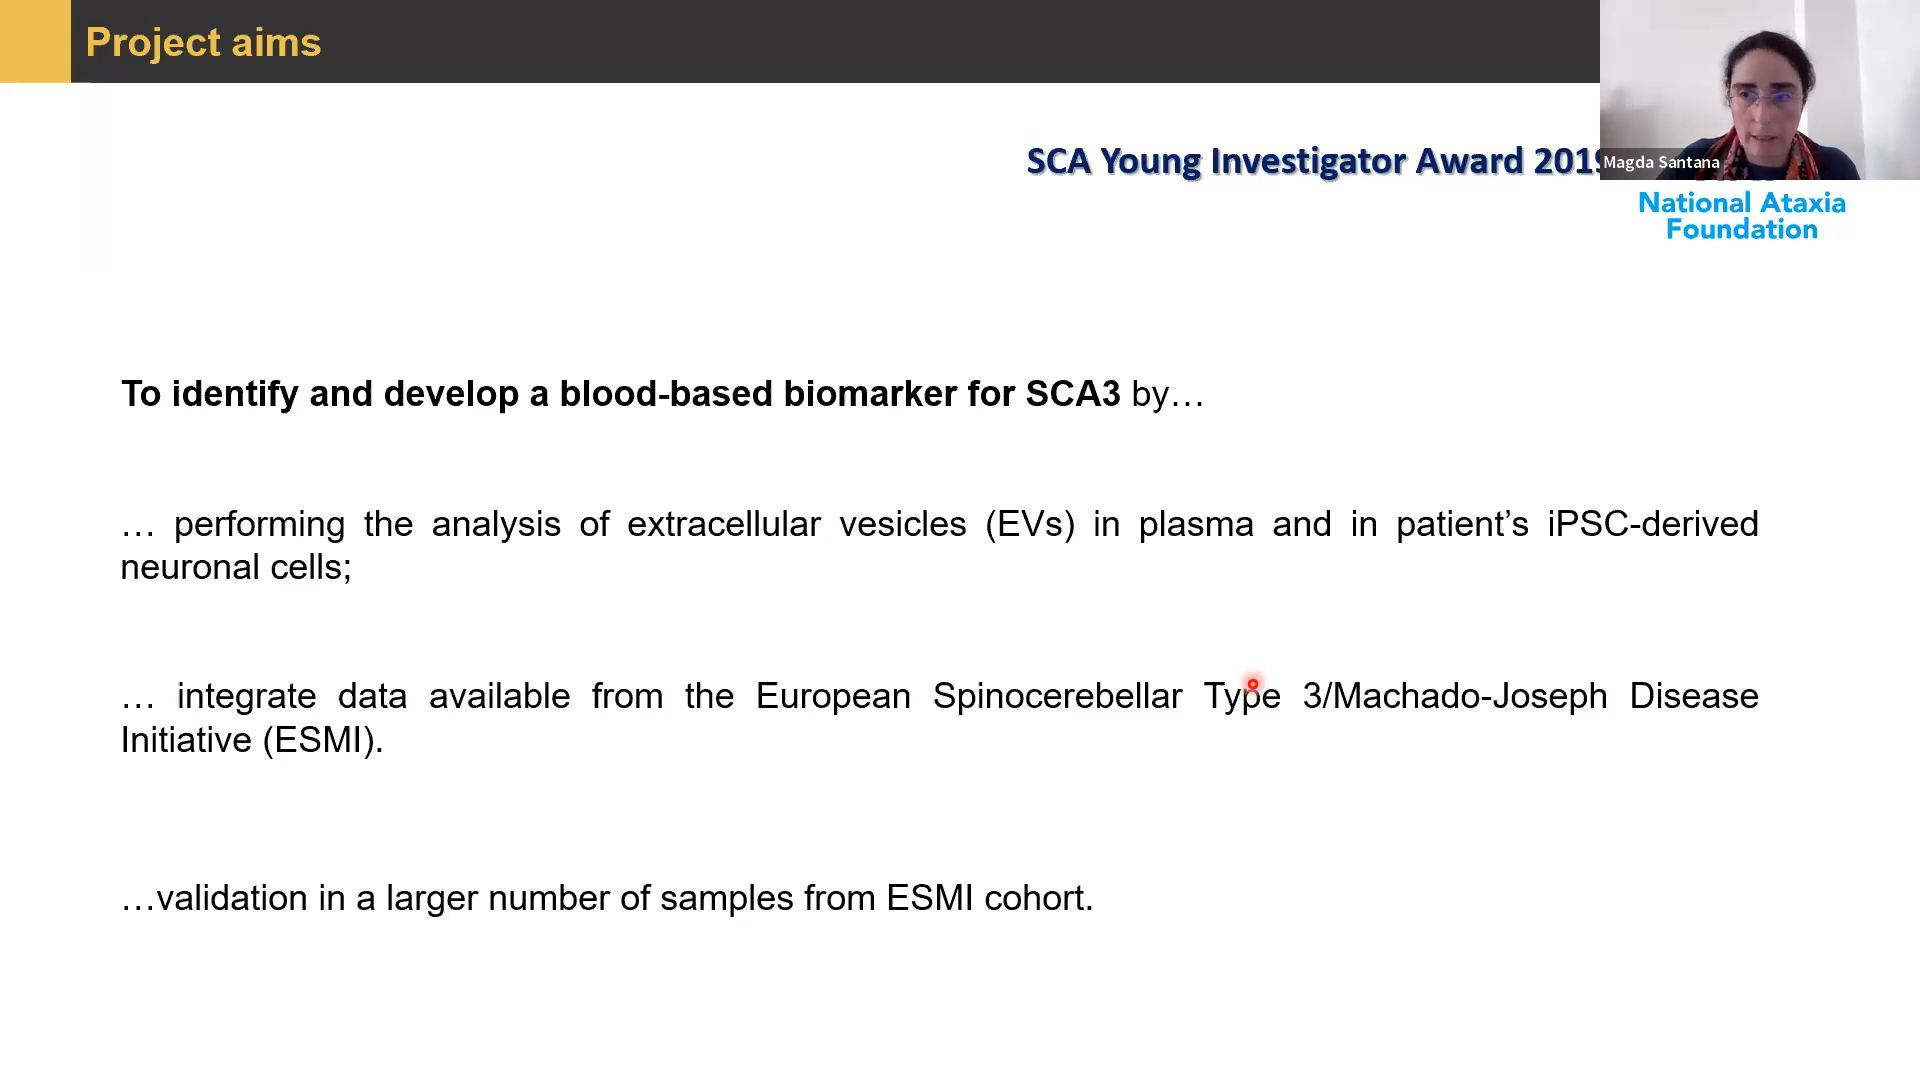 Project aims
SCA Young Investigator Award 2019
Magda Santana
National Ataxia
Foundation
To identify and develop a blood-based biomarker for SCA3 by…
… performing the analysis of extracellular vesicles (EVs) in plasma and in patient’s iPSC-derived
neuronal cells;
… integrate data available from the European Spinocerebellar Type 3/Machado-Joseph Disease
Initiative (ESMI).
…validation in a larger number of samples from ESMI cohort.